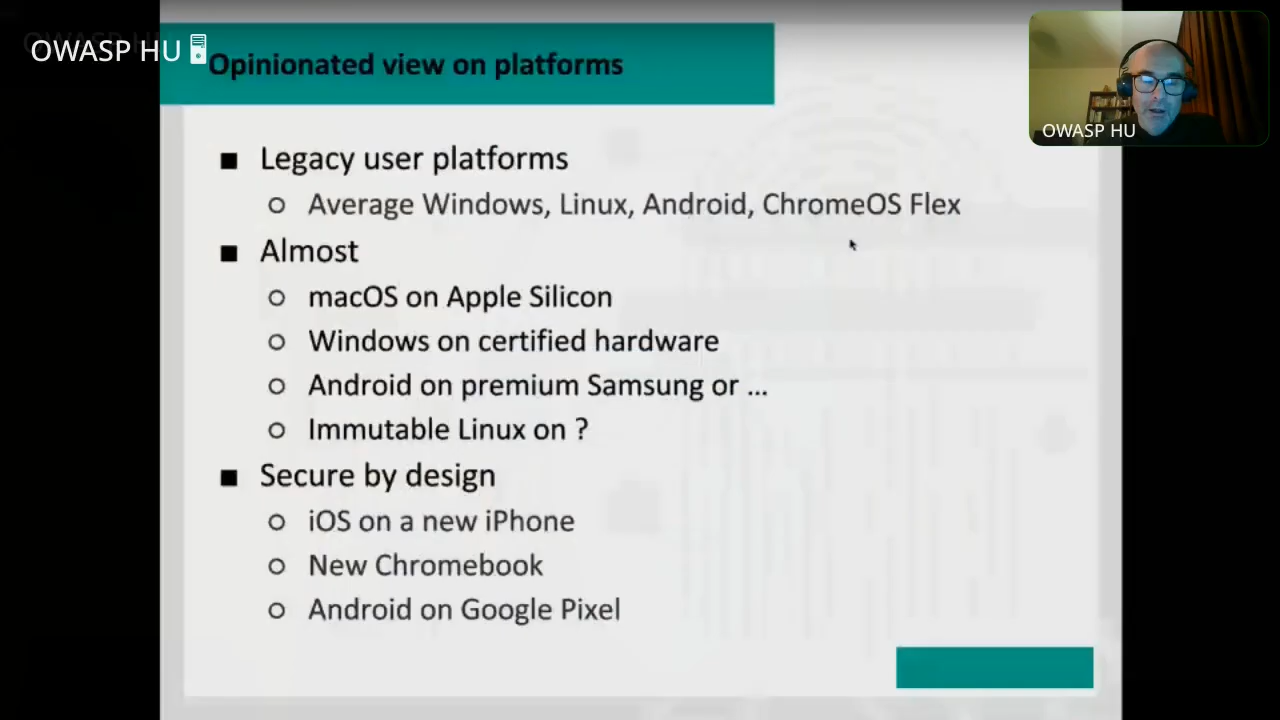 OWASP HU
Opinionated view on platforms
OWASP HU
■ Legacy user platforms
○ Average Windows, Linux, Android, ChromeOS Flex
■ Almost
○ macOS on Apple Silicon
○ Windows on certified hardware
○ Android on premium Samsung or ...
○ Immutable Linux on ?
■ Secure by design
○ iOS on a new iPhone
○ New Chromebook
○ Android on Google Pixel